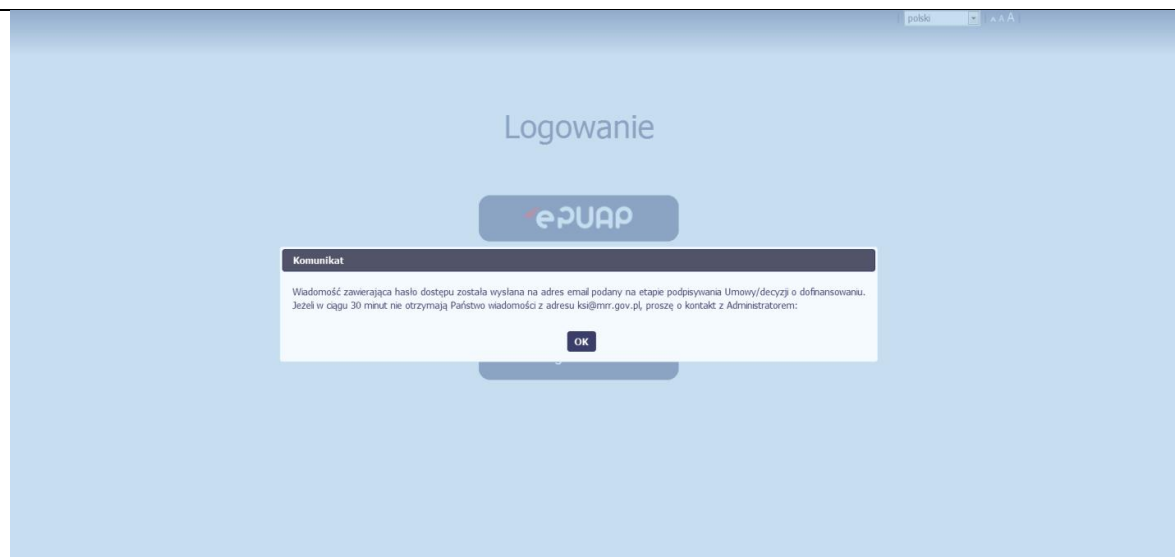 polski A A A
Logowanie
ePUAP
Komunikat
Wiadomość zawierająca hasło dostępu została wysłana na adres email podany na etapie podpisywania Umowy/decyzji o dofinansowaniu.
Jeżeli w ciągu 30 minut nie otrzymają Państwo wiadomości z adresu ksi@mrr.gov.pl, proszę o kontakt z Administratorem:
OK